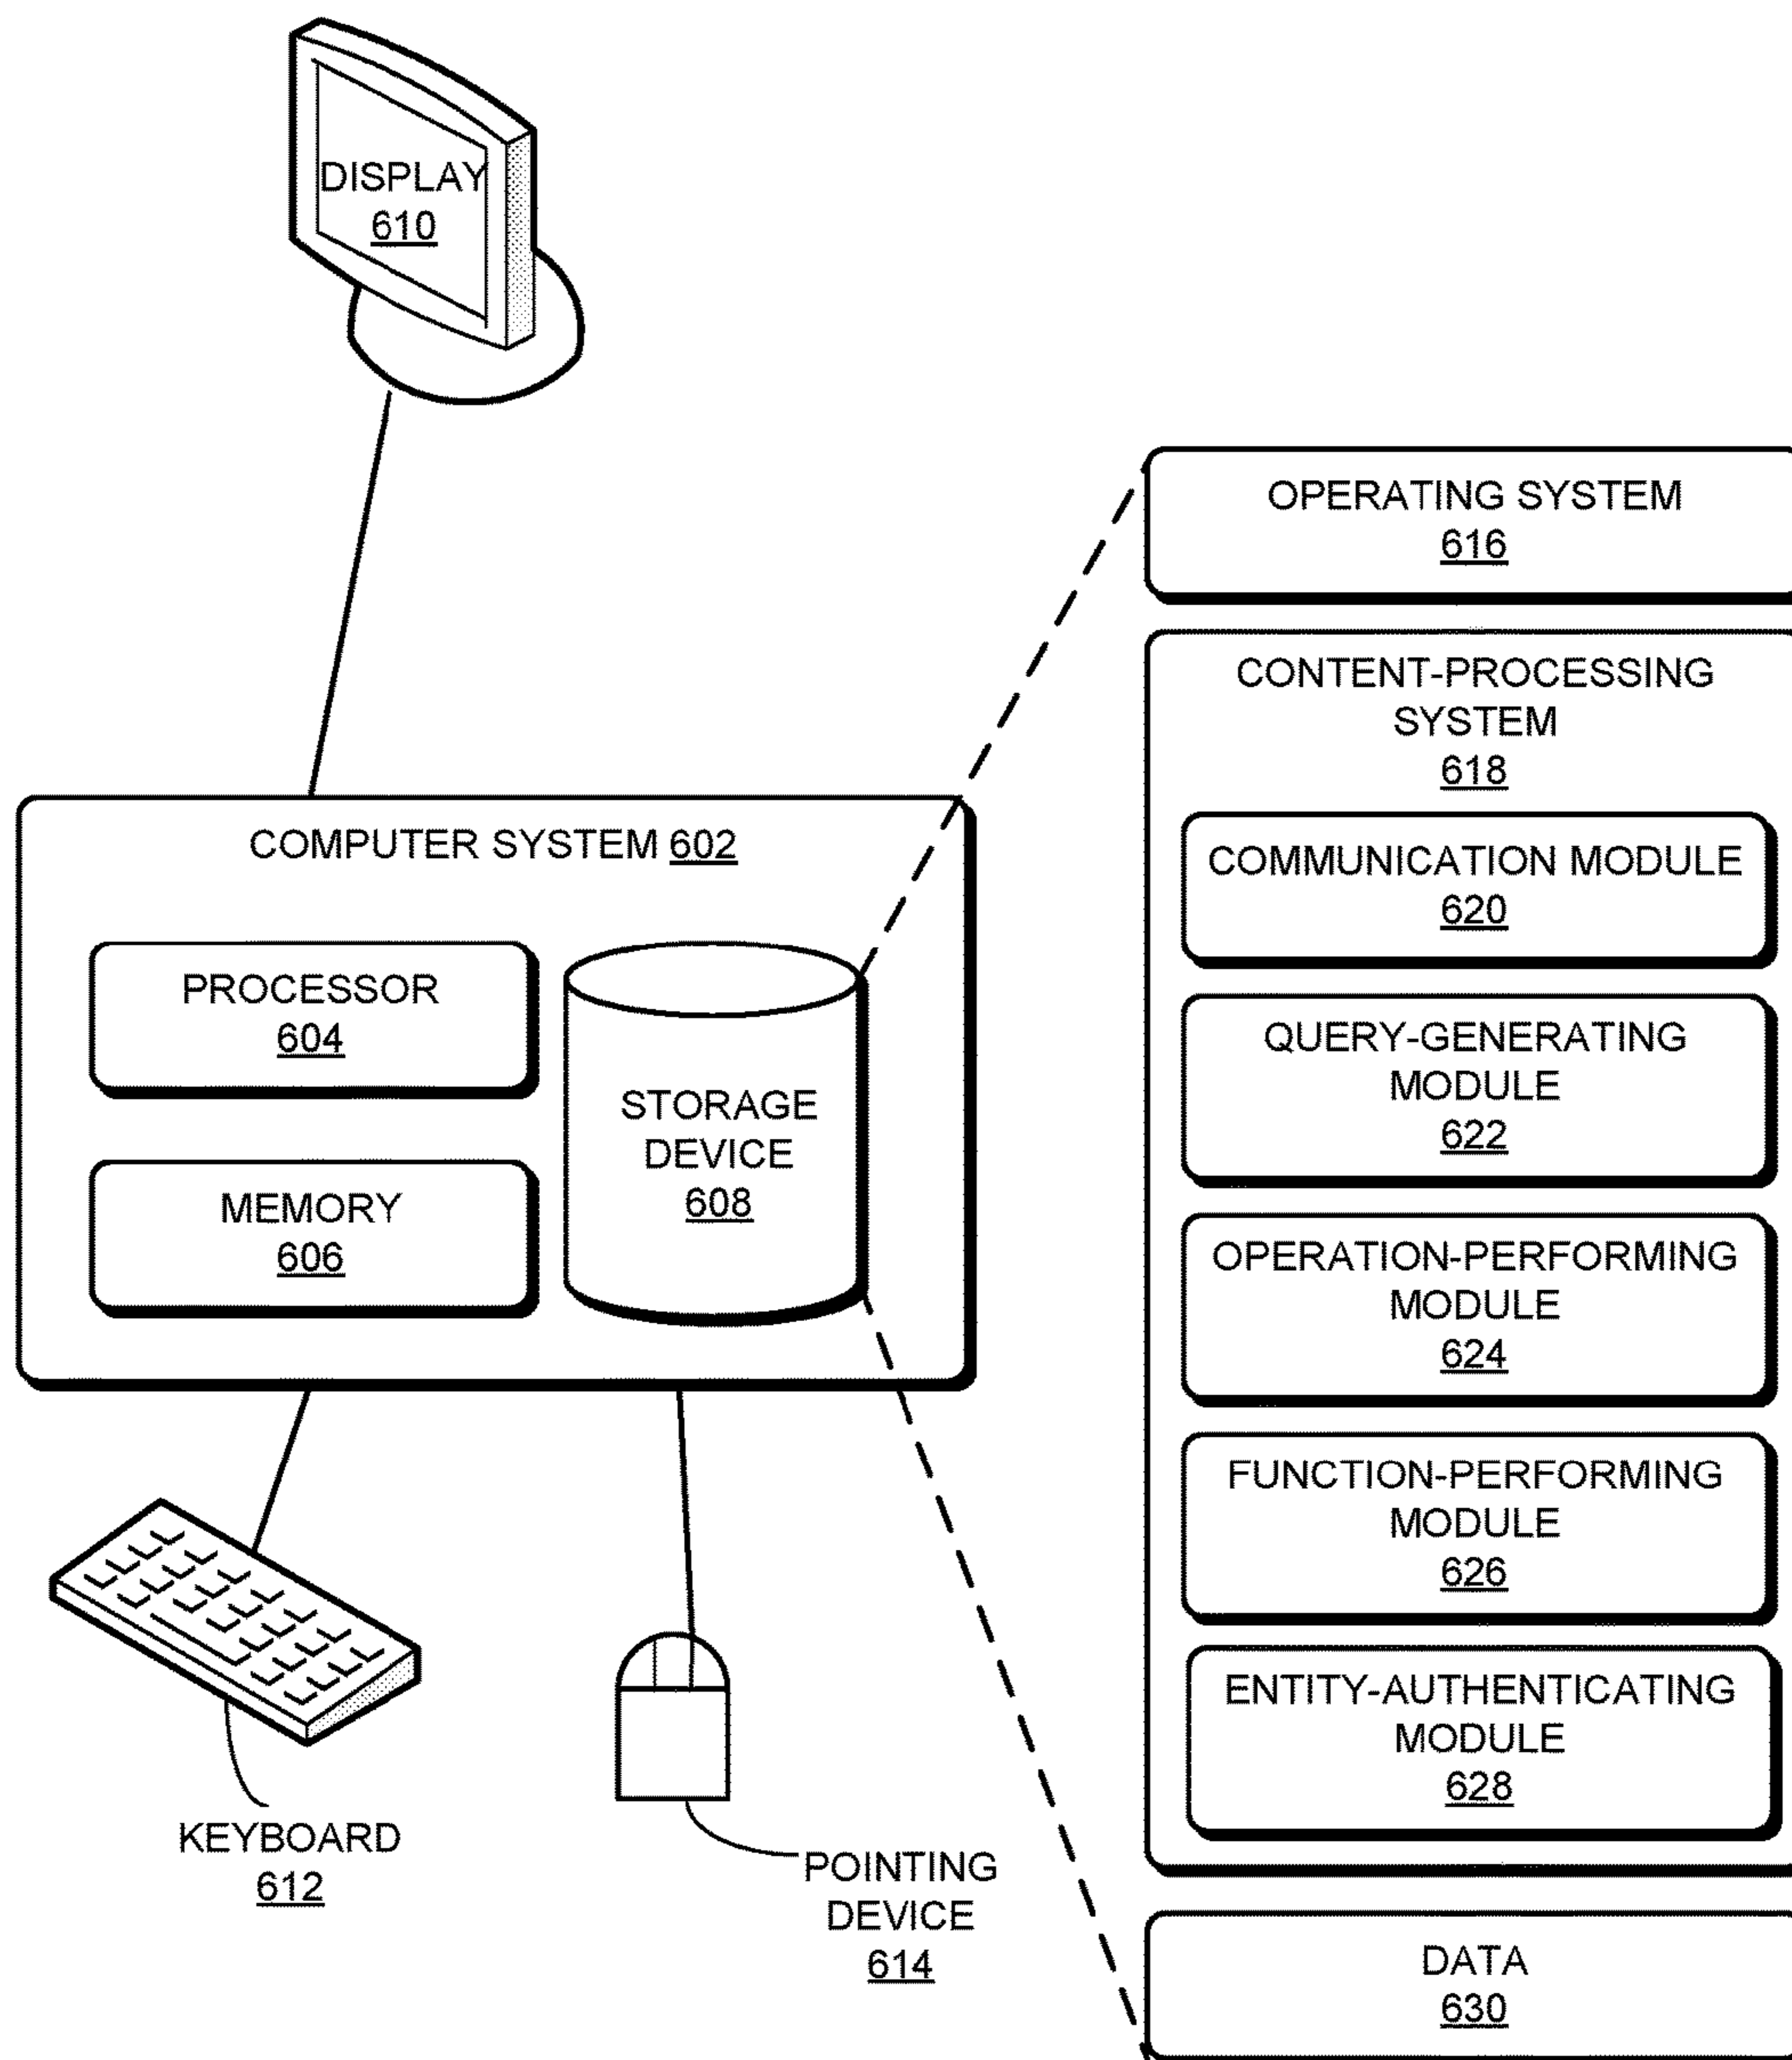 DISPLAY
610
COMPUTER SYSTEM 602
PROCESSOR
604
MEMORY
606
STORAGE
DEVICE
608
KEYBOARD
612
POINTING
DEVICE
614
OPERATING SYSTEM
616
CONTENT-PROCESSING
SYSTEM
618
COMMUNICATION MODULE
620
QUERY-GENERATING
MODULE
622
OPERATION-PERFORMING
MODULE
624
FUNCTION-PERFORMING
MODULE
626
ENTITY-AUTHENTICATING
MODULE
628
DATA
630